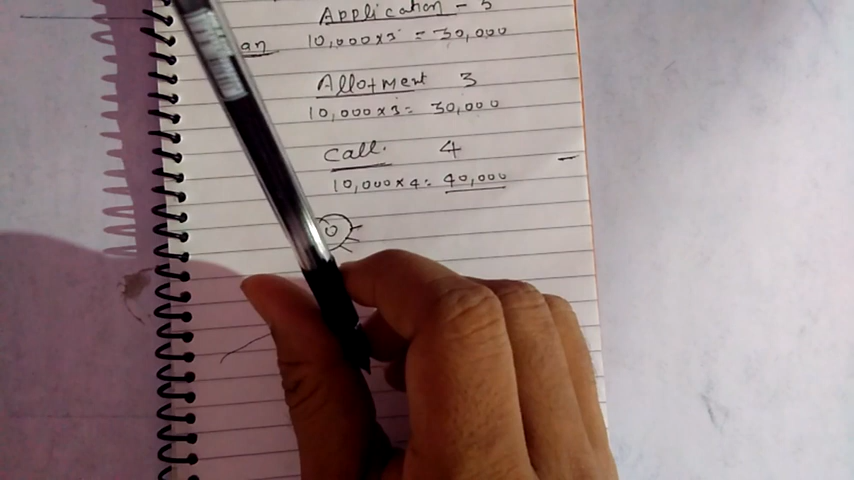 Application - 3
an 10,000x3 = 30,000
Allotment 3
10,000x3= 30,000
Call. 4
10,000x4= 40,000